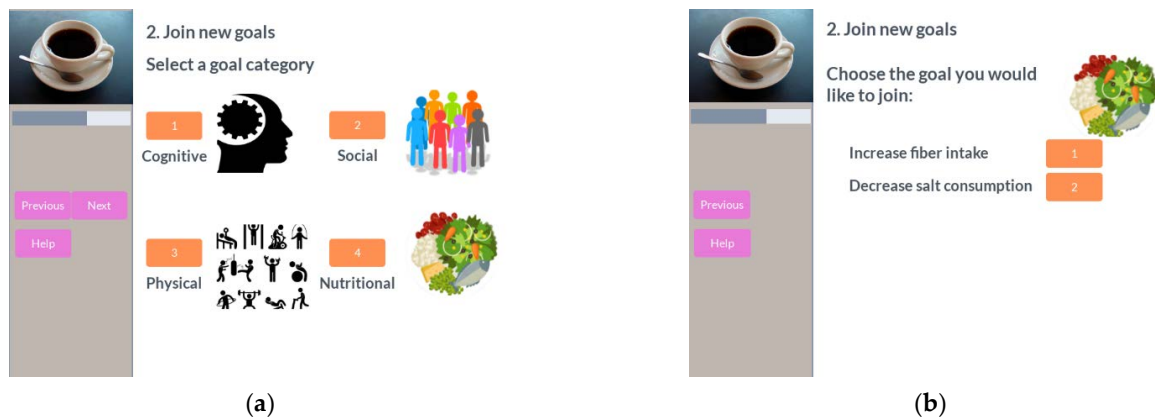 2. Join new goals
Select a goal category
1
2
Cognitive
Social
Previous
Next
Help
3
4
Physical
Nutritional
(a)
2. Join new goals
Choose the goal you would
like to join:
Increase fiber intake
1
Decrease salt consumption
2
Previous
Help
(b)